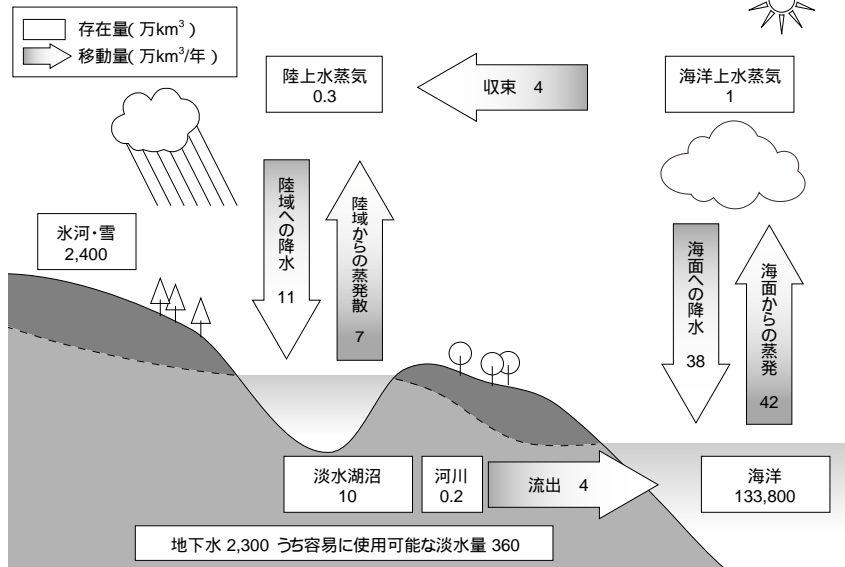 存在量(万km³)
移動量(万km³/年)
陸上水蒸気
0.3
収束 4
海洋上水蒸気
1
氷河・雪
2,400
陸域への降水
11
陸域からの蒸発散
7
海面への降水
38
海面からの蒸発
42
淡水湖沼
10
河川
0.2
流出 4
海洋
133,800
地下水 2,300 うち容易に使用可能な淡水量 360